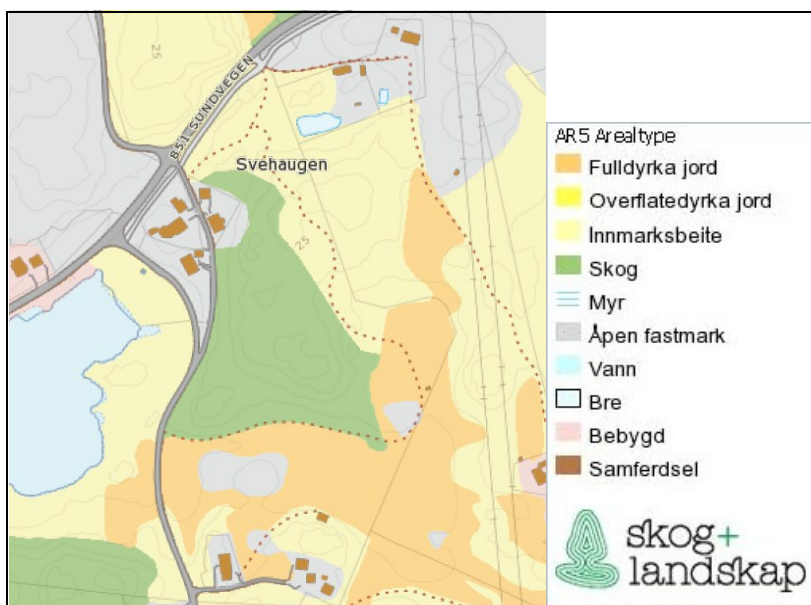 25
851 SUNDVEGEN
Svehaugen
25
AR5 Arealtype
Fulldyrka jord
Overflatedyrka jord
Innmarksbeite
Skog
Myr
Åpen fastmark
Vann
Bre
Bebygd
Samferdsel
skog+
landskap